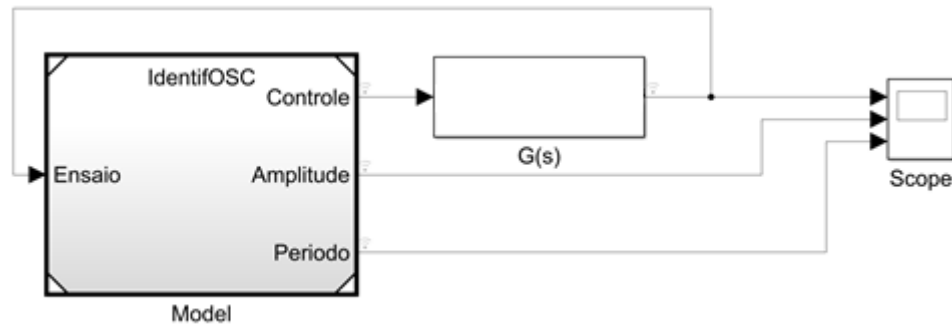 IdentifOSC
Controle
Ensaio
Amplitude
Periodo
Model
G(s)
Scope